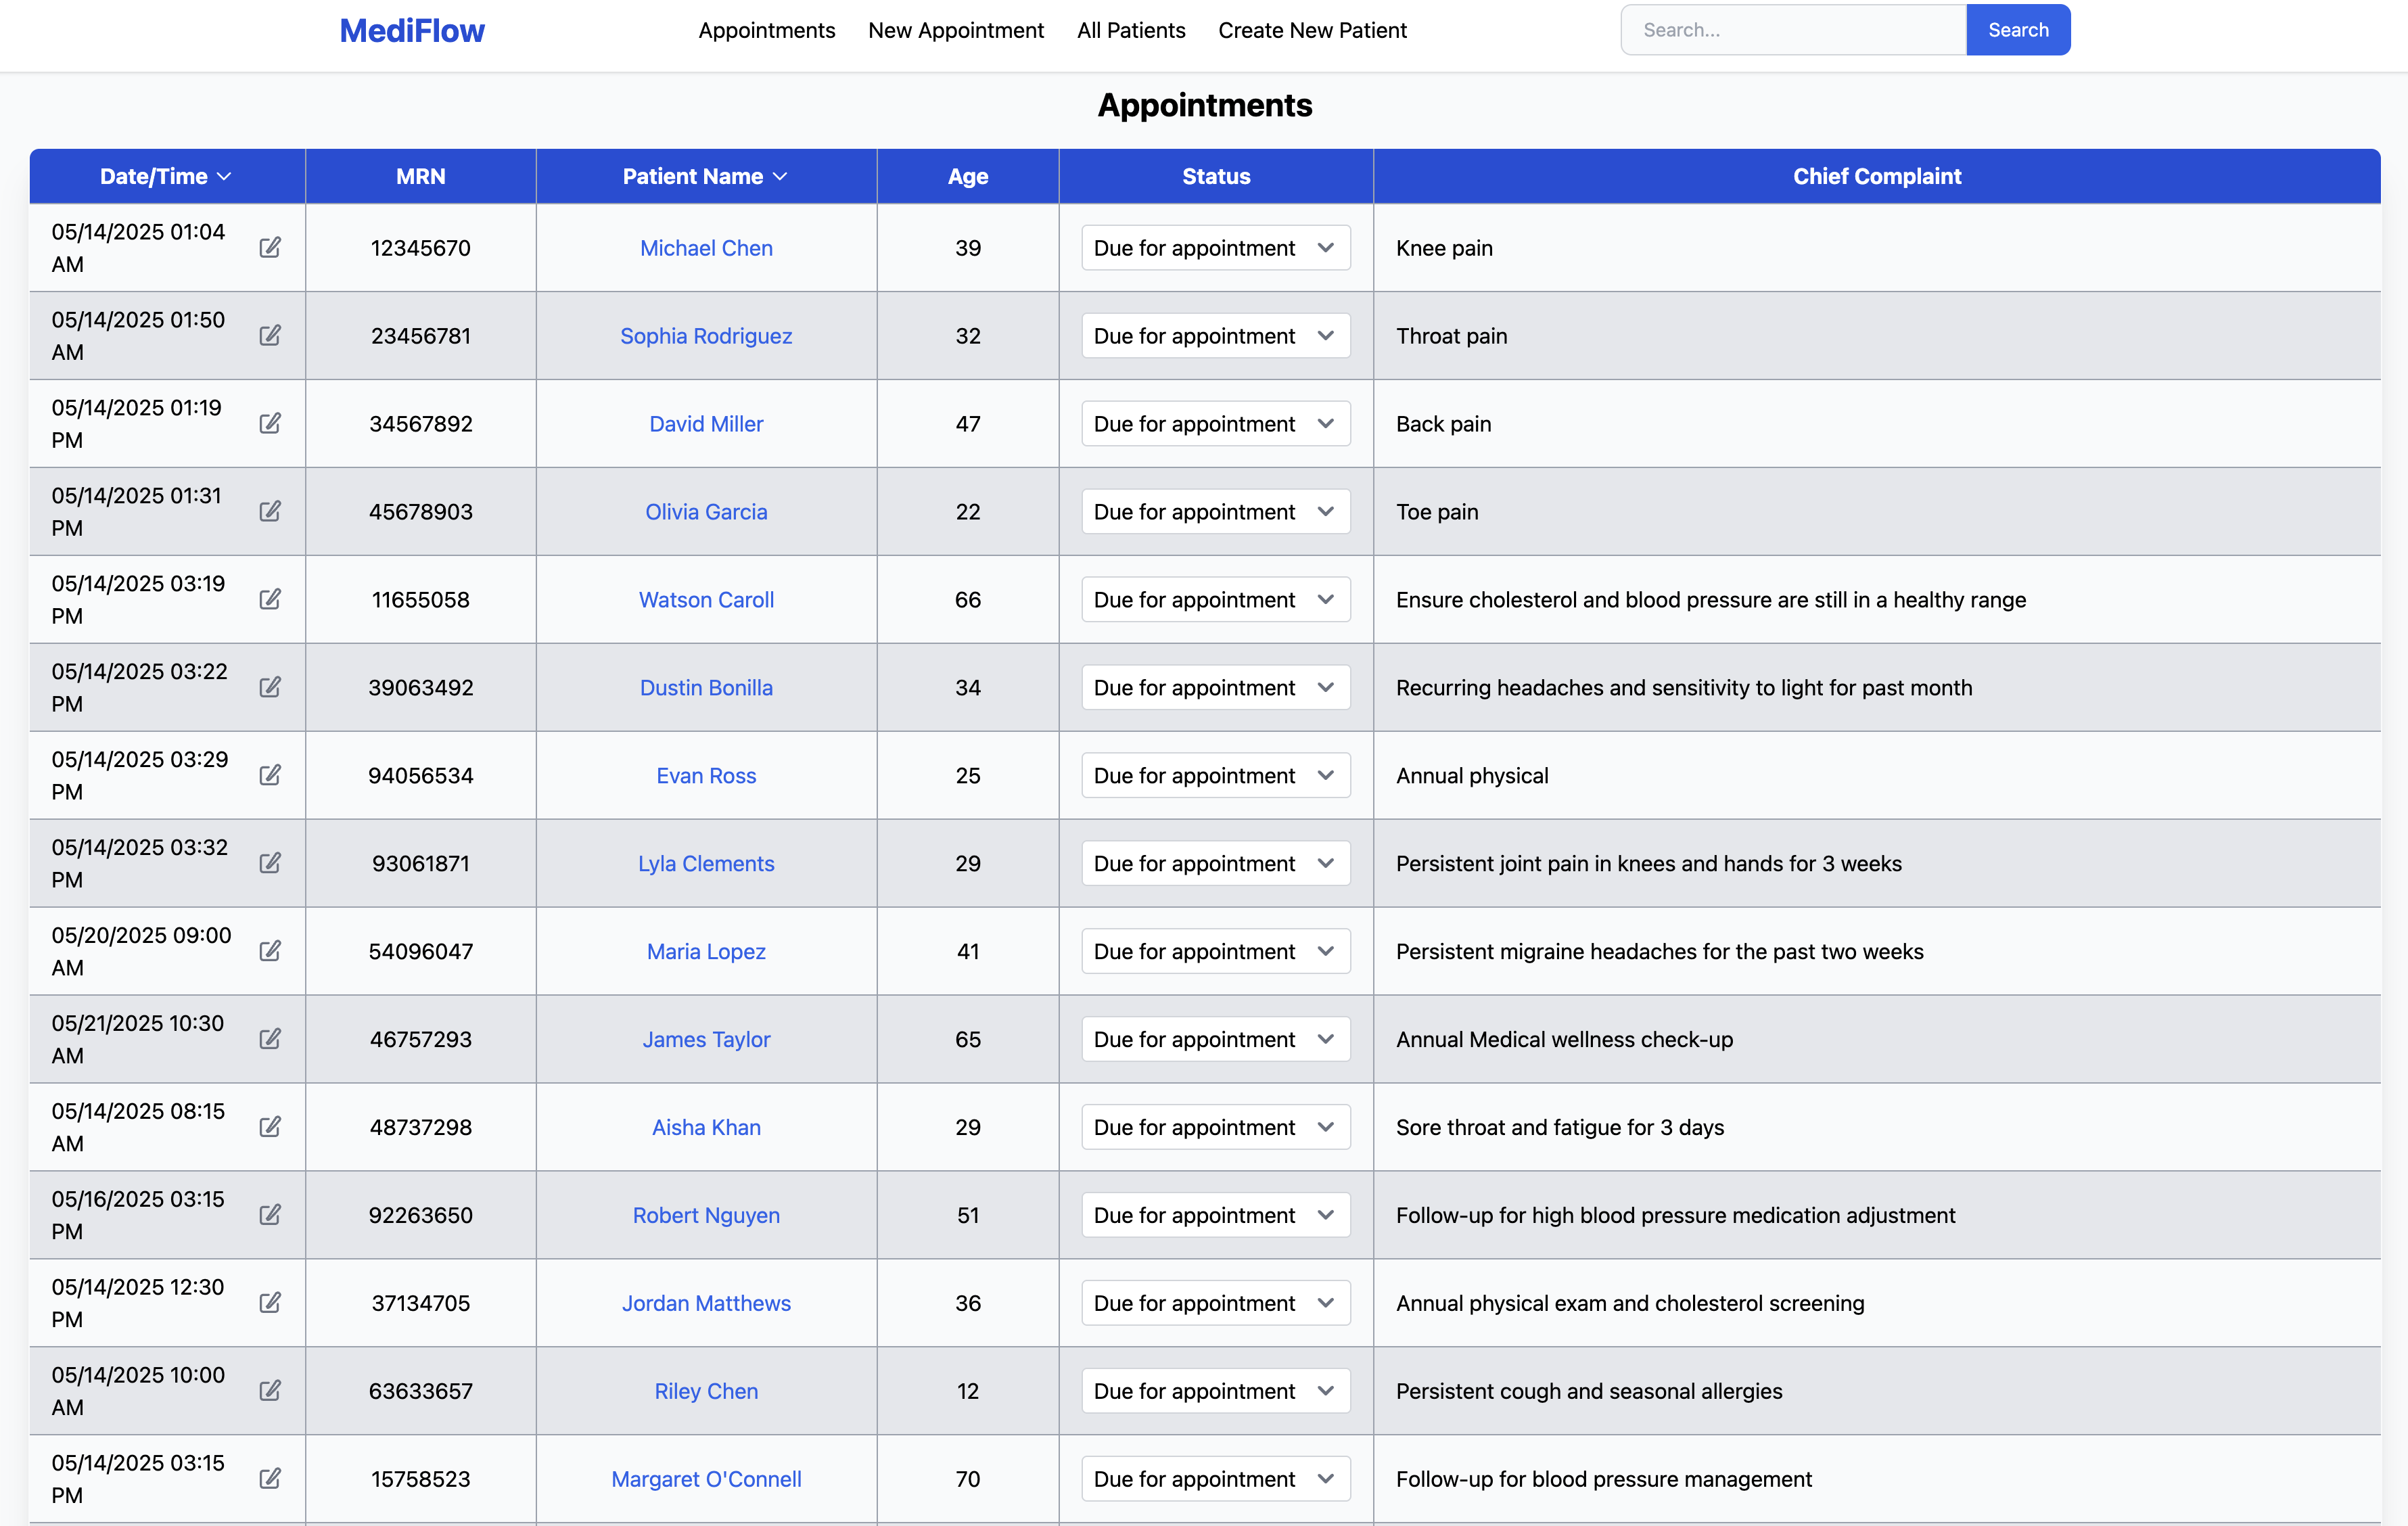 MediFlow Appointments New Appointment All Patients Create New Patient Search... Search
Appointments
Date/Time MRN Patient Name Age Status Chief Complaint
05/14/2025 01:04 AM 12345670 Michael Chen 39 Due for appointment Knee pain
05/14/2025 01:50 AM 23456781 Sophia Rodriguez 32 Due for appointment Throat pain
05/14/2025 01:19 PM 34567892 David Miller 47 Due for appointment Back pain
05/14/2025 01:31 PM 45678903 Olivia Garcia 22 Due for appointment Toe pain
05/14/2025 03:19 PM 11655058 Watson Caroll 66 Due for appointment Ensure cholesterol and blood pressure are still in a healthy range
05/14/2025 03:22 PM 39063492 Dustin Bonilla 34 Due for appointment Recurring headaches and sensitivity to light for past month
05/14/2025 03:29 PM 94056534 Evan Ross 25 Due for appointment Annual physical
05/14/2025 03:32 PM 93061871 Lyla Clements 29 Due for appointment Persistent joint pain in knees and hands for 3 weeks
05/20/2025 09:00 AM 54096047 Maria Lopez 41 Due for appointment Persistent migraine headaches for the past two weeks
05/21/2025 10:30 AM 46757293 James Taylor 65 Due for appointment Annual Medical wellness check-up
05/14/2025 08:15 AM 48737298 Aisha Khan 29 Due for appointment Sore throat and fatigue for 3 days
05/16/2025 03:15 PM 92263650 Robert Nguyen 51 Due for appointment Follow-up for high blood pressure medication adjustment
05/14/2025 12:30 PM 37134705 Jordan Matthews 36 Due for appointment Annual physical exam and cholesterol screening
05/14/2025 10:00 AM 63633657 Riley Chen 12 Due for appointment Persistent cough and seasonal allergies
05/14/2025 03:15 PM 15758523 Margaret O'Connell 70 Due for appointment Follow-up for blood pressure management